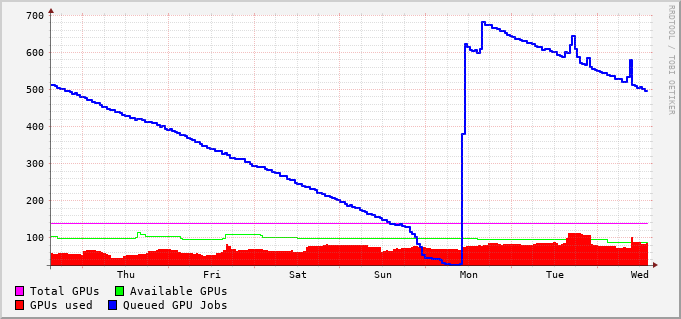 700
600
500
400
300
200
100
Thu Fri Sat Sun Mon Tue Wed
Total GPUs Available GPUs
GPUs used Queued GPU Jobs
RRDTOOL / TOBI OETIKER